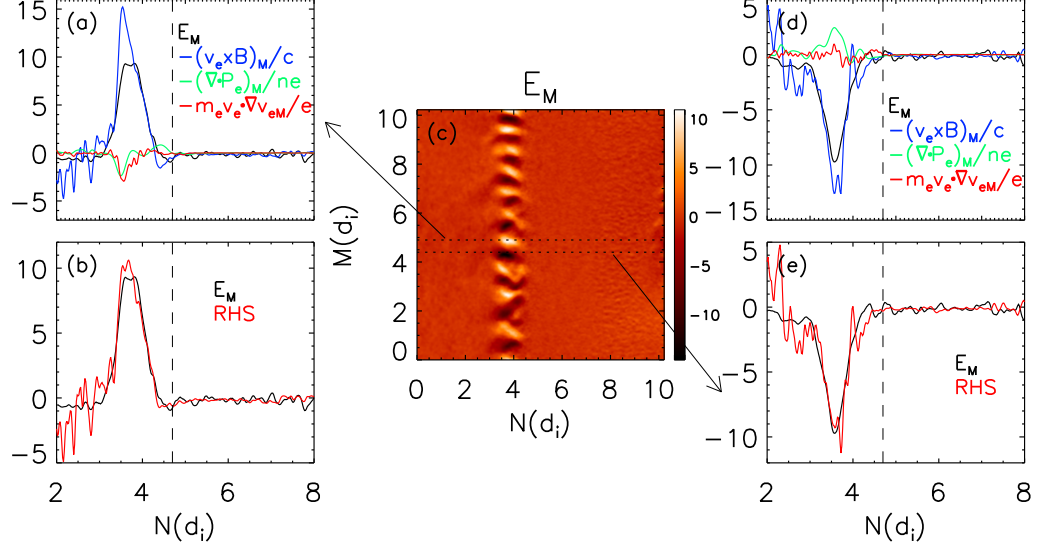 (a)
E_M
−(v_e xB)_M/c
−(∇•P_e)_M/ne
−m_e v_e•∇v_eM/e
15
10
5
0
−5
(b)
E_M
RHS
10
5
0
−5
2 4 6 8
N(d_i)
E_M
(c)
10
8
6
4
2
0
M(d_i)
0 2 4 6 8 10
N(d_i)
10
5
0
−5
−10
(d)
E_M
−(v_e xB)_M/c
−(∇•P_e)_M/ne
−m_e v_e•∇v_eM/e
5
0
−5
−10
−15
(e)
E_M
RHS
5
0
−5
−10
2 4 6 8
N(d_i)